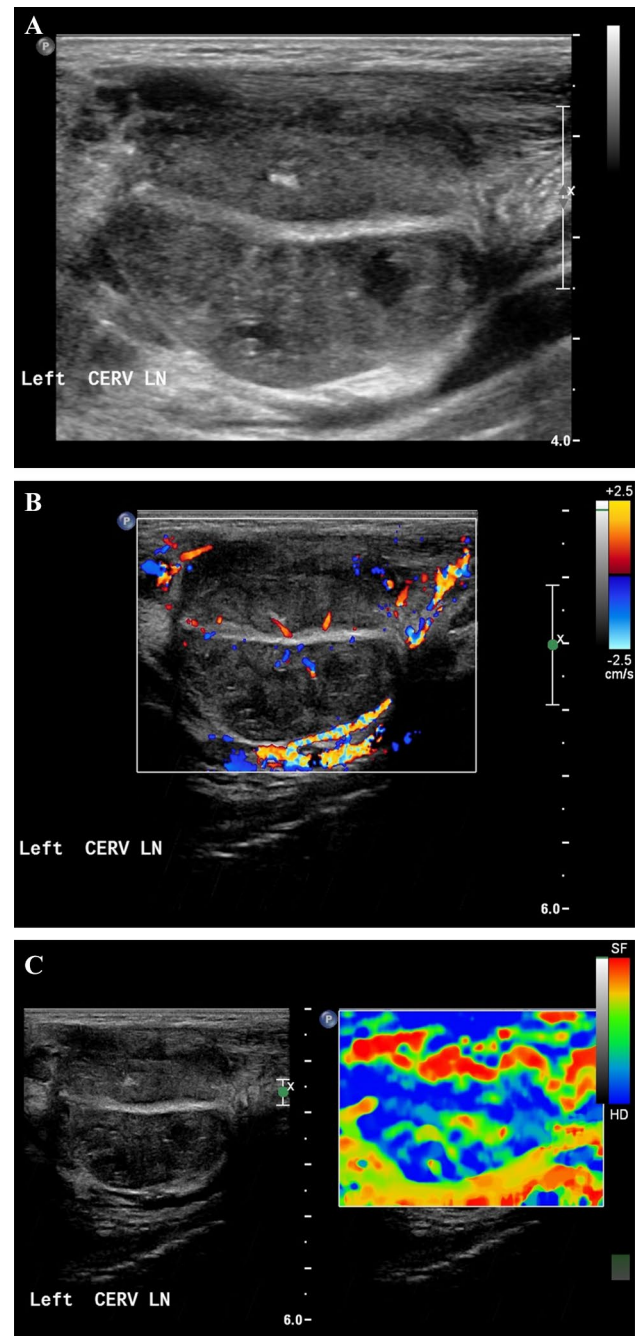 A
P
X
Left CERV LN
4.0
B
P
+2.5
X
-2.5
cm/s
Left CERV LN
6.0
C
SF
P
X
HD
Left CERV LN
6.0